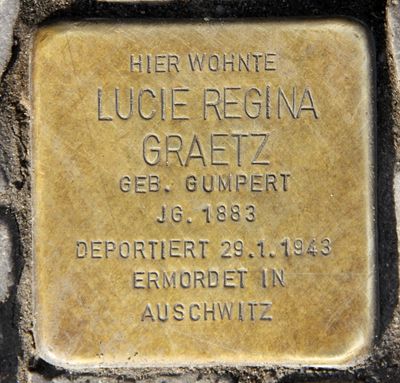 HIER WOHNTE
LUCIE REGINA
GRAETZ
GEB. GUMPERT
JG. 1883
DEPORTIERT 29.1.1943
ERMORDET IN
AUSCHWITZ